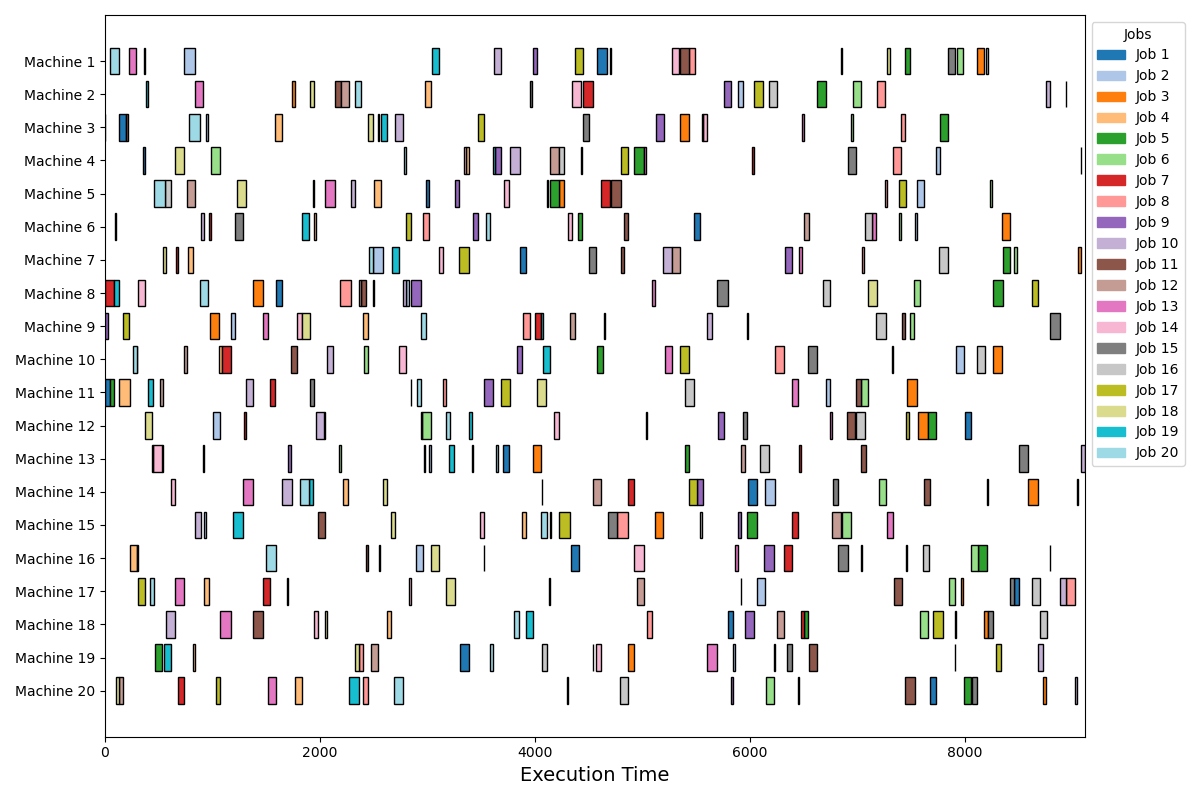 Machine 1
Machine 2
Machine 3
Machine 4
Machine 5
Machine 6
Machine 7
Machine 8
Machine 9
Machine 10
Machine 11
Machine 12
Machine 13
Machine 14
Machine 15
Machine 16
Machine 17
Machine 18
Machine 19
Machine 20
0 2000 4000 6000 8000
Execution Time
Jobs
Job 1
Job 2
Job 3
Job 4
Job 5
Job 6
Job 7
Job 8
Job 9
Job 10
Job 11
Job 12
Job 13
Job 14
Job 15
Job 16
Job 17
Job 18
Job 19
Job 20